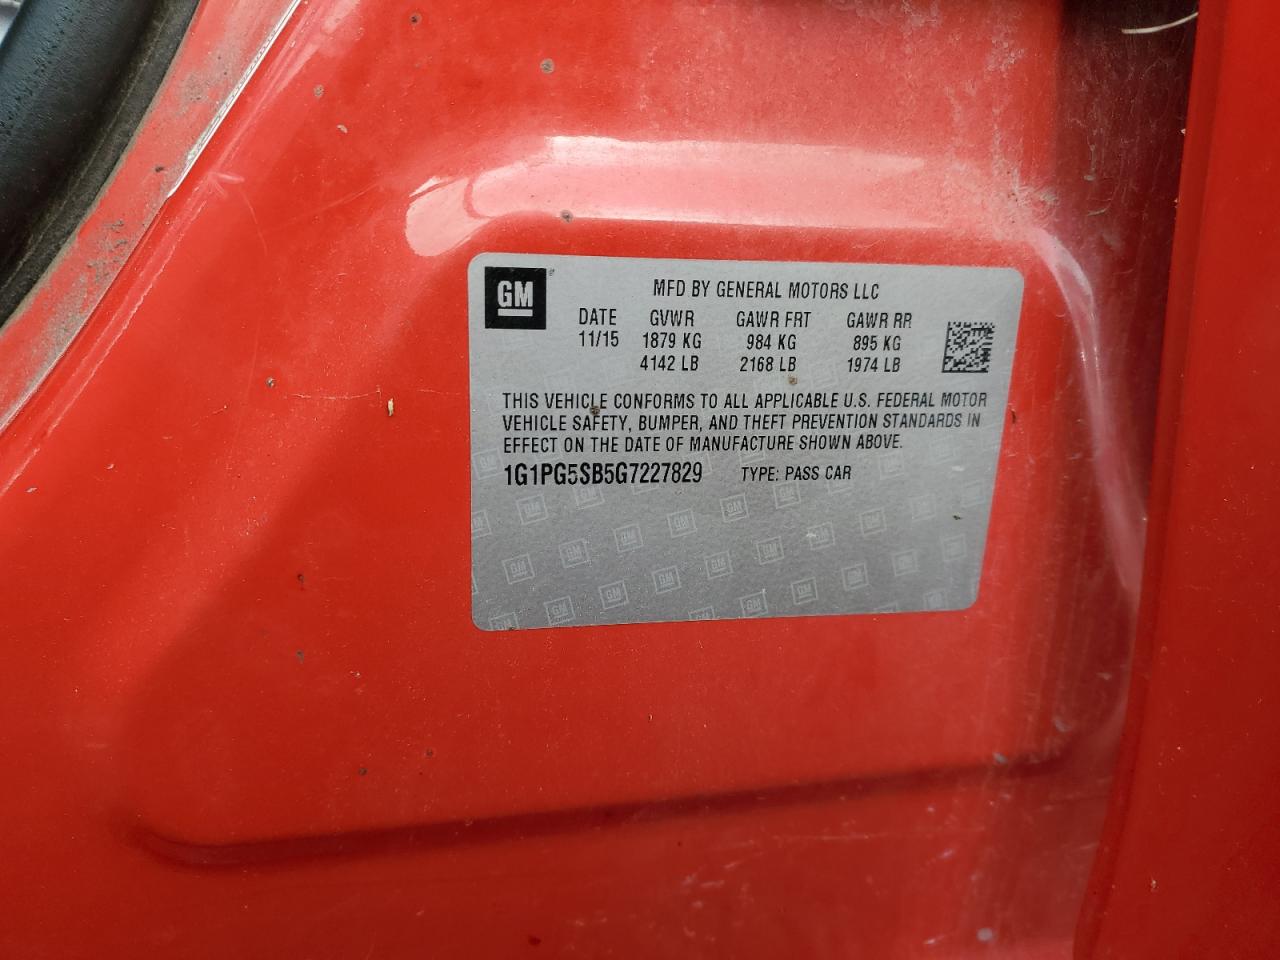 GM
MFD BY GENERAL MOTORS LLC
DATE GVWR GAWR FRT GAWR RR
11/15 1879 KG 984 KG 895 KG
4142 LB 2168 LB 1974 LB
THIS VEHICLE CONFORMS TO ALL APPLICABLE U.S. FEDERAL MOTOR
VEHICLE SAFETY, BUMPER, AND THEFT PREVENTION STANDARDS IN
EFFECT ON THE DATE OF MANUFACTURE SHOWN ABOVE.
1G1PG5SB5G7227829 TYPE: PASS CAR